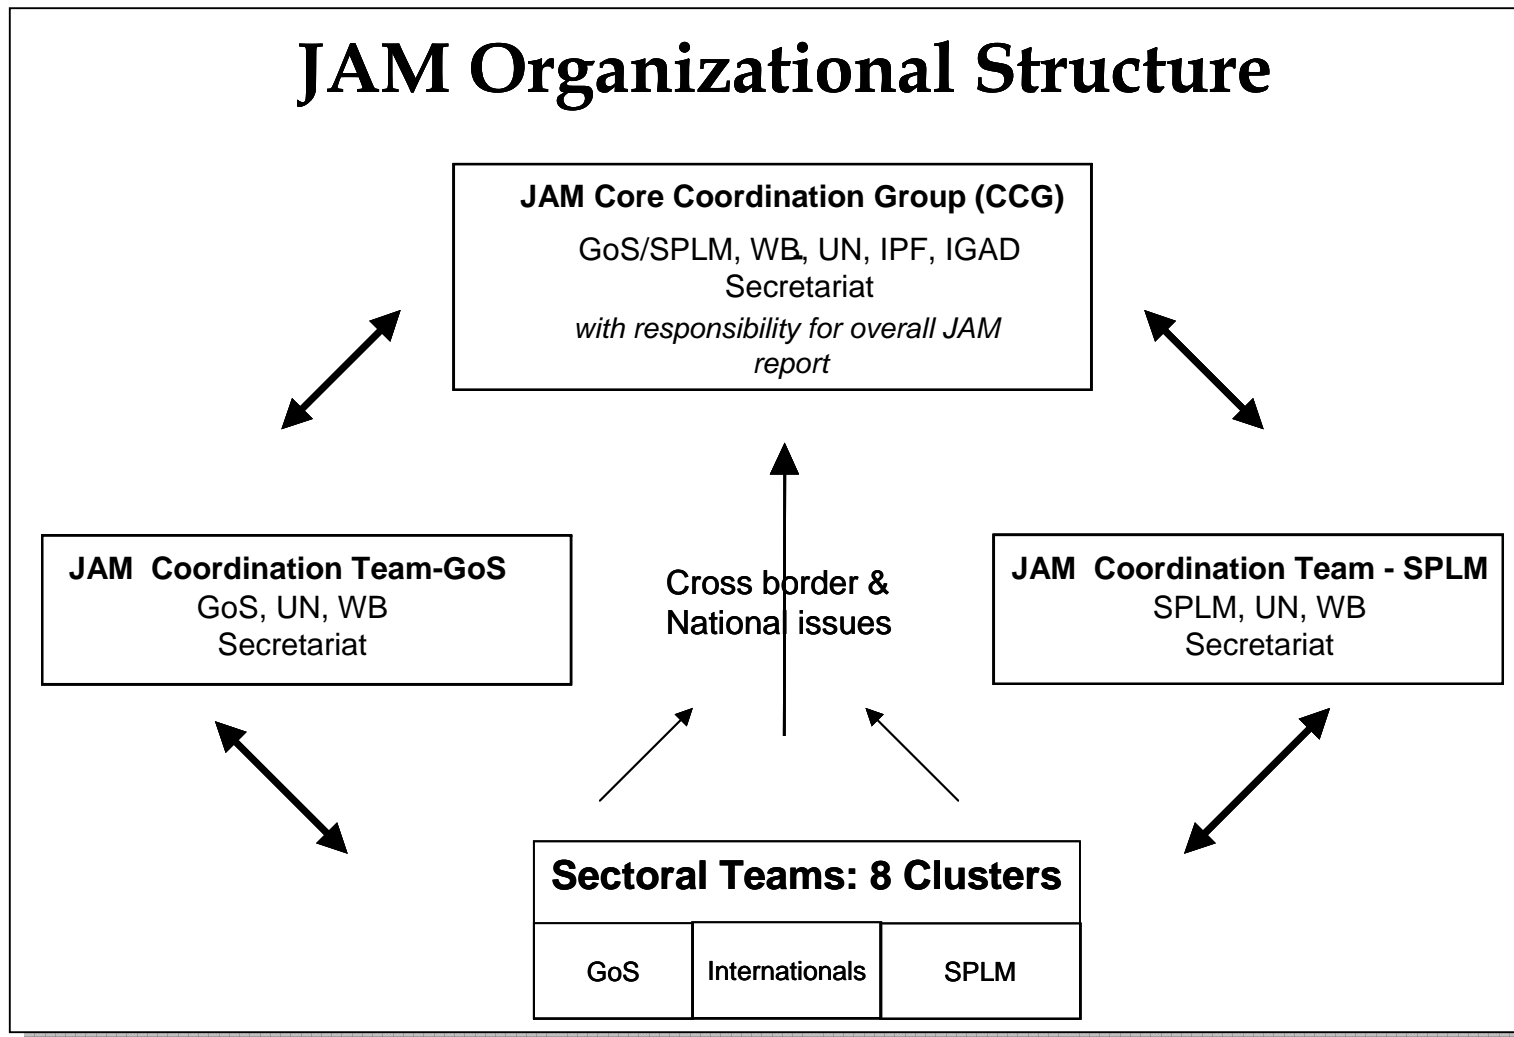 JAM Organizational Structure
JAM Core Coordination Group (CCG)
GoS/SPLM, WB, UN, IPF, IGAD
Secretariat
with responsibility for overall JAM
report
JAM Coordination Team-GoS
GoS, UN, WB
Secretariat
Cross border &
National issues
JAM Coordination Team - SPLM
SPLM, UN, WB
Secretariat
Sectoral Teams: 8 Clusters
GoS
Internationals
SPLM